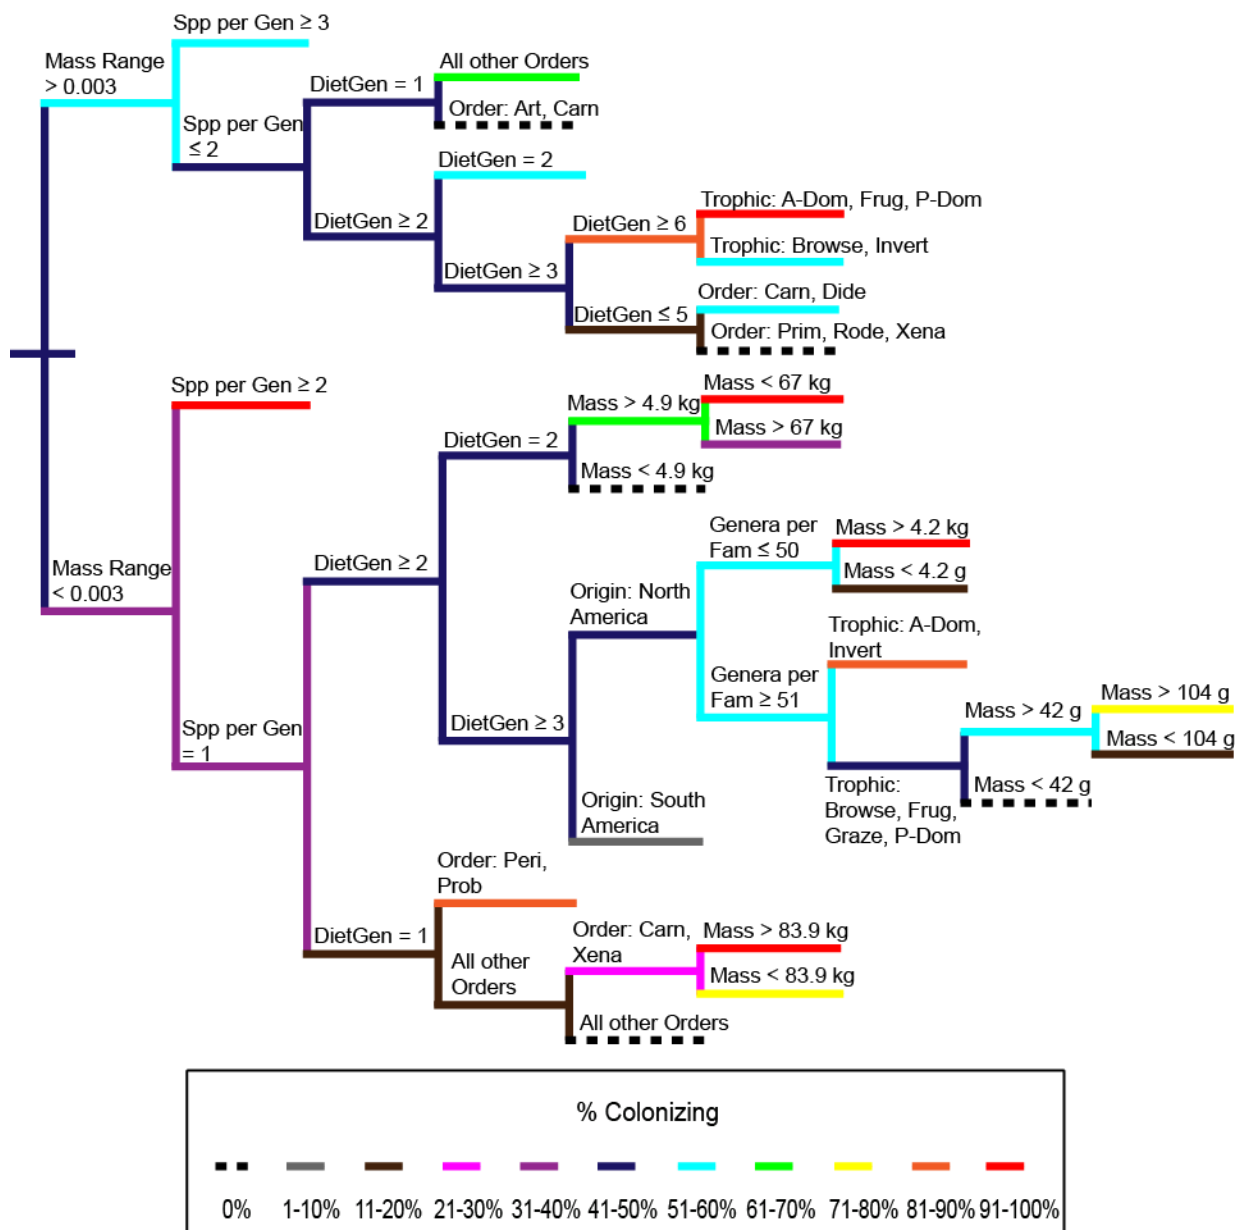 Spp per Gen ≥ 3
Mass Range
> 0.003
DietGen = 1
All other Orders
Order: Art, Carn
Spp per Gen
≤ 2
DietGen = 2
DietGen ≥ 2
Trophic: A-Dom, Frug, P-Dom
DietGen ≥ 6
Trophic: Browse, Invert
DietGen ≥ 3
Order: Carn, Dide
DietGen ≤ 5
Order: Prim, Rode, Xena
Spp per Gen ≥ 2
Mass < 67 kg
Mass > 4.9 kg
Mass > 67 kg
DietGen = 2
Mass < 4.9 kg
Genera per
Fam ≤ 50
Mass > 4.2 kg
Mass < 4.2 g
Mass Range
< 0.003
DietGen ≥ 2
Origin: North
America
Trophic: A-Dom,
Invert
Genera per
Fam ≥ 51
Mass > 104 g
Mass > 42 g
Mass < 104 g
Spp per Gen
= 1
DietGen ≥ 3
Mass < 42 g
Trophic:
Browse, Frug,
Graze, P-Dom
Origin: South
America
Order: Peri,
Prob
DietGen = 1
Order: Carn,
Xena
Mass > 83.9 kg
Mass < 83.9 kg
All other
Orders
All other Orders
% Colonizing
0% 1-10% 11-20% 21-30% 31-40% 41-50% 51-60% 61-70% 71-80% 81-90% 91-100%